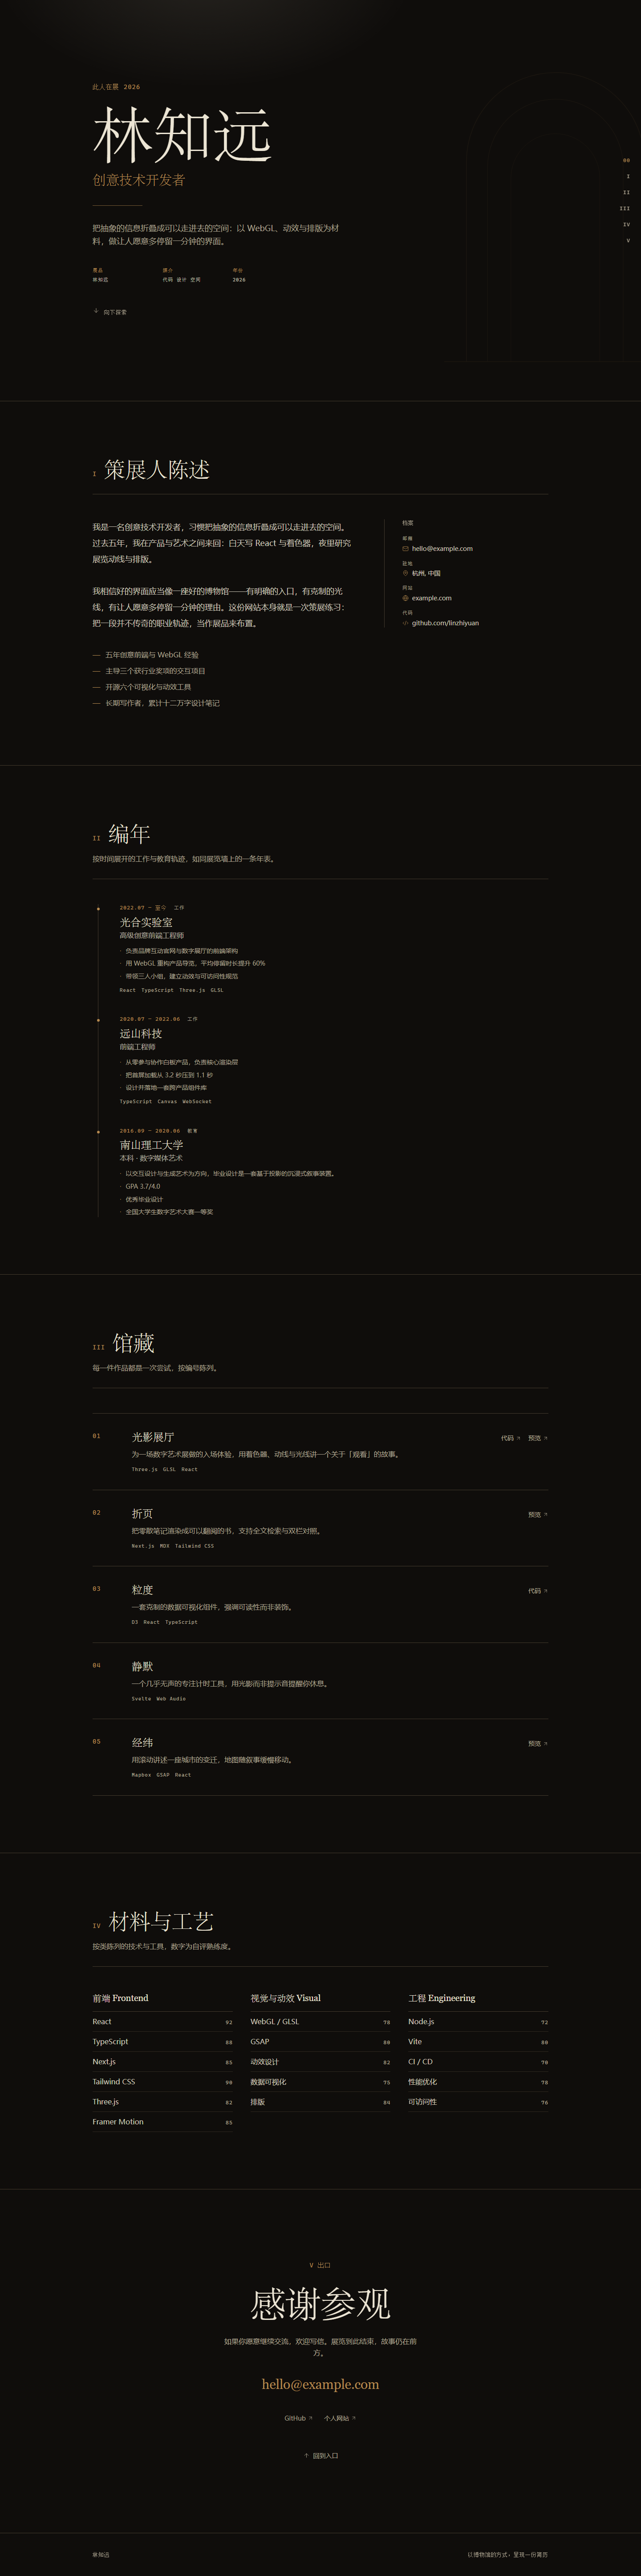 此人在展 2026
林知远
创意技术开发者
把抽象的信息折叠成可以走进去的空间：以 WebGL、动效与排版为材
料，做让人愿意多停留一分钟的界面。
展品
林知远
媒介
代码 设计 空间
年份
2026
向下探索
00
I
II
III
IV
V
I 策展人陈述
我是一名创意技术开发者，习惯把抽象的信息折叠成可以走进去的空间。
过去五年，我在产品与艺术之间来回：白天写 React 与着色器，夜里研究
展览动线与排版。
我相信好的界面应当像一座好的博物馆——有明确的入口，有克制的光
线，有让人愿意多停留一分钟的理由。这份网站本身就是一次策展练习：
把一段并不传奇的职业轨迹，当作展品来布置。
— 五年创意前端与 WebGL 经验
— 主导三个获行业奖项的交互项目
— 开源六个可视化与动效工具
— 长期写作者，累计十二万字设计笔记
档案
邮箱
hello@example.com
驻地
杭州, 中国
网站
example.com
代码
github.com/linzhiyuan
II 编年
按时间展开的工作与教育轨迹，如同展览墙上的一条年表。
2022.07 — 至今 工作
光合实验室
高级创意前端工程师
· 负责品牌互动官网与数字展厅的前端架构
· 用 WebGL 重构产品导览，平均停留时长提升 60%
· 带领三人小组，建立动效与可访问性规范
React TypeScript Three.js GLSL
2020.07 — 2022.06 工作
远山科技
前端工程师
· 从零参与协作白板产品，负责核心渲染层
· 把首屏加载从 3.2 秒压到 1.1 秒
· 设计并落地一套跨产品组件库
TypeScript Canvas WebSocket
2016.09 — 2020.06 教育
南山理工大学
本科 · 数字媒体艺术
· 以交互设计与生成艺术为方向，毕业设计是一套基于投影的沉浸式叙事装置。
· GPA 3.7/4.0
· 优秀毕业设计
· 全国大学生数字艺术大赛一等奖
III 馆藏
每一件作品都是一次尝试，按编号陈列。
01
光影展厅
代码 预览
为一场数字艺术展做的入场体验，用着色器、动线与光线讲一个关于「观看」的故事。
Three.js GLSL React
02
折页
预览
把零散笔记渲染成可以翻阅的书，支持全文检索与双栏对照。
Next.js MDX Tailwind CSS
03
粒度
代码
一套克制的数据可视化组件，强调可读性而非装饰。
D3 React TypeScript
04
静默
一个几乎无声的专注计时工具，用光影而非提示音提醒你休息。
Svelte Web Audio
05
经纬
预览
用滚动讲述一座城市的变迁，地图随叙事缓慢移动。
Mapbox GSAP React
IV 材料与工艺
按类陈列的技术与工具，数字为自评熟练度。
前端 Frontend
React 92
TypeScript 88
Next.js 85
Tailwind CSS 90
Three.js 82
Framer Motion 85
视觉与动效 Visual
WebGL / GLSL 78
GSAP 80
动效设计 82
数据可视化 75
排版 84
工程 Engineering
Node.js 72
Vite 80
CI / CD 70
性能优化 78
可访问性 76
V 出口
感谢参观
如果你愿意继续交流，欢迎写信。展览到此结束，故事仍在前
方。
hello@example.com
GitHub 个人网站
回到入口
林知远
以博物馆的方式，呈现一份简历